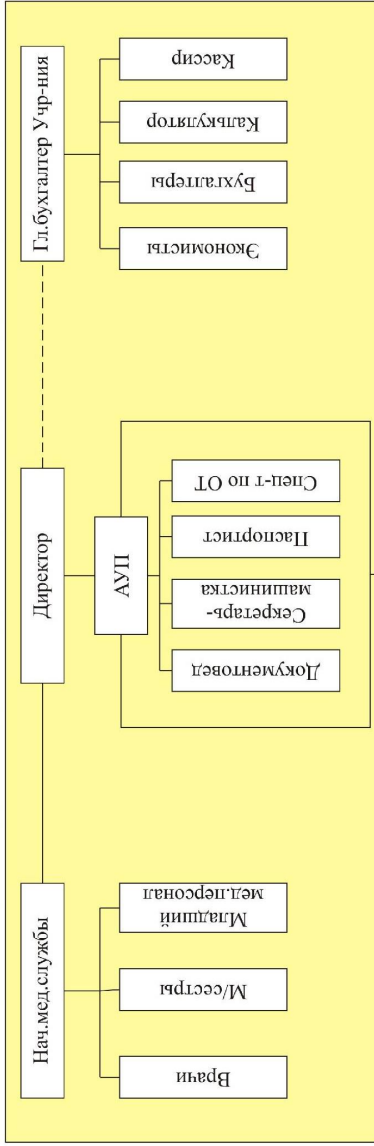 Нач.мед.службы
Директор
Гл.бухгалтер Учр-ния
Врачи
М/сестры
Младший
мед.персонал
АУП
Документовед
Секретарь-
машинистка
Паспортист
Спец-т по ОТ
Экономисты
Бухгалтеры
Калькулятор
Кассир